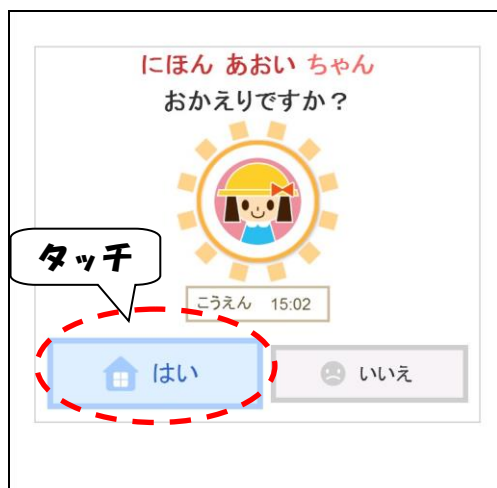 にほん あおい ちゃん
おかえりですか？
タッチ
こうえん 15:02
はい
いいえ